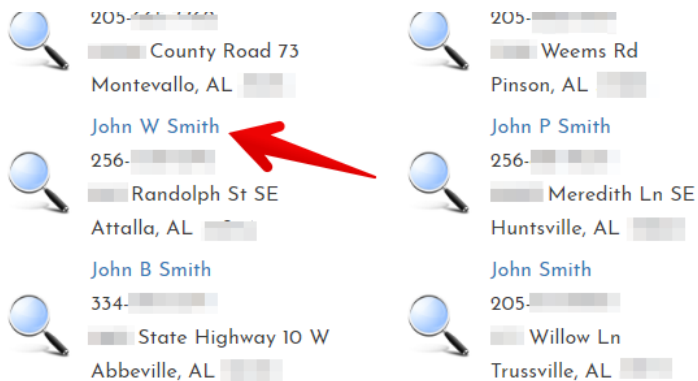 205-
County Road 73
Montevallo, AL
John W Smith
256-
Randolph St SE
Attalla, AL
John B Smith
334-
State Highway 10 W
Abbeville, AL
205-
Weems Rd
Pinson, AL
John P Smith
256-
Meredith Ln SE
Huntsville, AL
John Smith
205-
Willow Ln
Trussville, AL